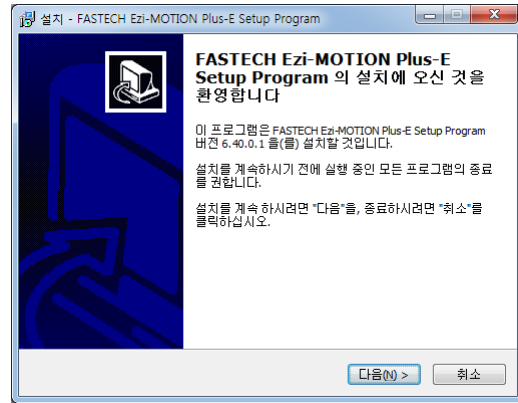 설치 - FASTECH Ezi-MOTION Plus-E Setup Program
FASTECH Ezi-MOTION Plus-E
Setup Program 의 설치에 오신 것을
환영합니다
이 프로그램은 FASTECH Ezi-MOTION Plus-E Setup Program
버전 6.40.0.1 을(를) 설치할 것입니다.
설치를 계속하시기 전에 실행 중인 모든 프로그램의 종료
를 권합니다.
설치를 계속 하시려면 "다음"을, 종료하시려면 "취소"를
클릭하십시오.
다음(N) >
취소